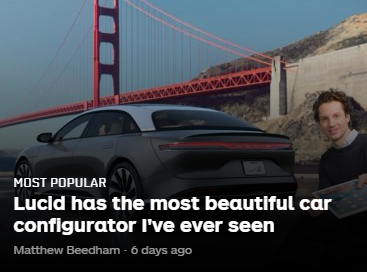 MOST POPULAR
Lucid has the most beautiful car
configurator I've ever seen
Matthew Beedham - 6 days ago